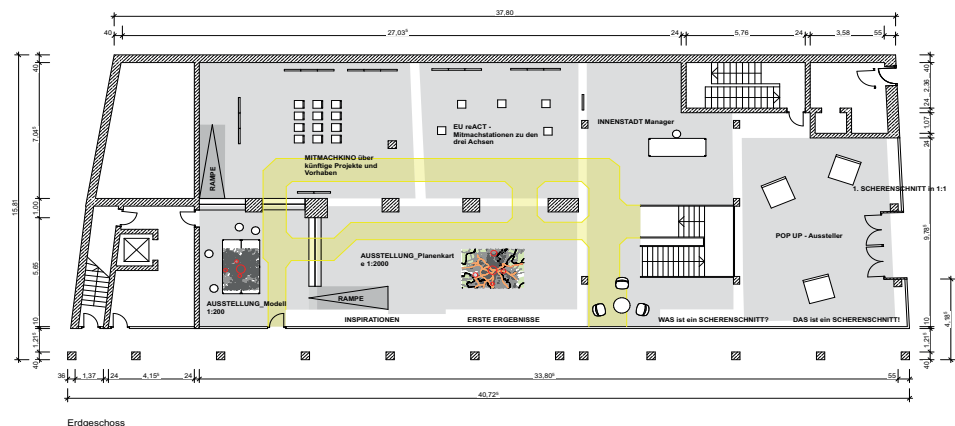 37,80
40
27,03⁵
24
5,76
24
3,58
55
40
7,04⁵
15,81
1,00
5,65
10
1,21⁵
40
40
2,36
24
1,07
24
9,78⁵
4,18⁵
10
1,21⁵
40
RAMPE
MITMACHKINO über
künftige Projekte und
Vorhaben
EU reACT -
Mitmachstationen zu den
drei Achsen
INNENSTADT Manager
1. SCHERENSCHNITT in 1:1
POP UP - Aussteller
AUSSTELLUNG_Modell
1:200
AUSSTELLUNG_Planenkart
e 1:2000
RAMPE
INSPIRATIONEN
ERSTE ERGEBNISSE
WAS ist ein SCHERENSCHNITT?
DAS ist ein SCHERENSCHNITT!
36
1,37
24
4,15⁵
24
33,80⁵
55
40,72⁵
Erdgeschoss